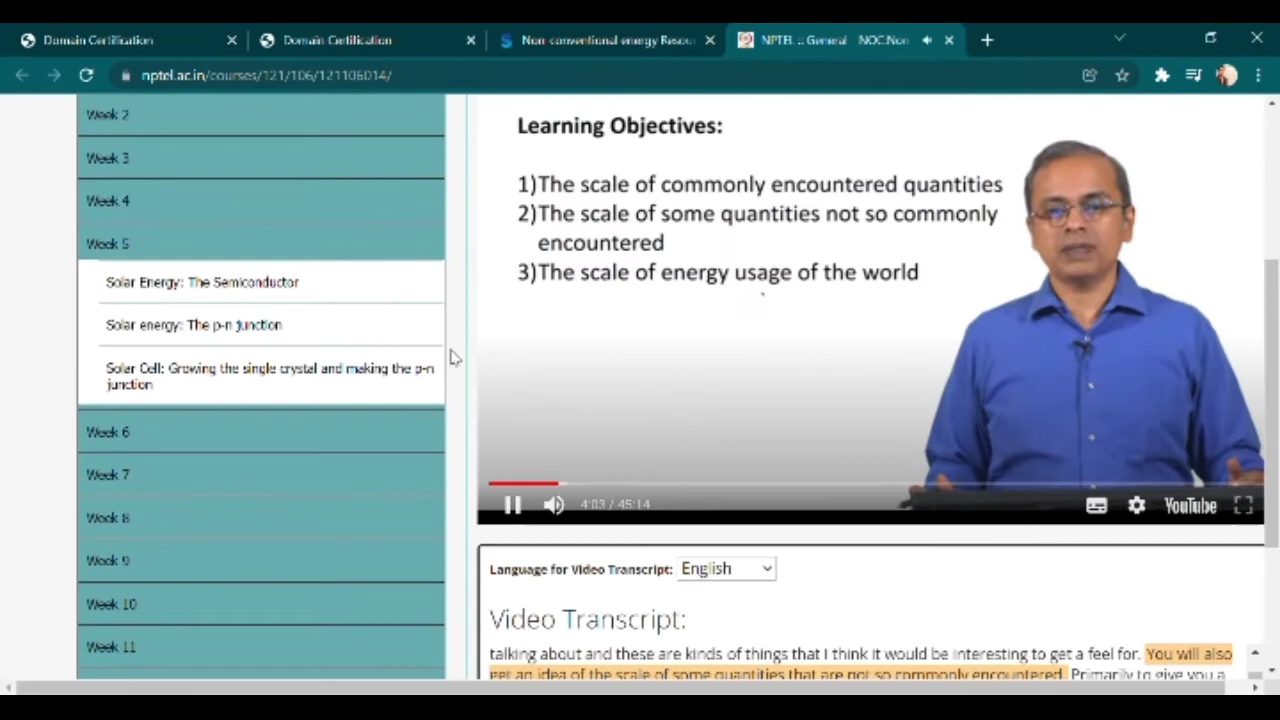 Domain Certification
Domain Certification
Non conventional energy Resou
NPTEL :: General NOC:Non
nptel.ac.in/courses/121/106/121106014/
Week 2
Week 3
Week 4
Week 5
Solar Energy: The Semiconductor
Solar energy: The p-n junction
Solar Cell: Growing the single crystal and making the p-n
junction
Week 6
Week 7
Week 8
Week 9
Week 10
Week 11
Learning Objectives:
1)The scale of commonly encountered quantities
2)The scale of some quantities not so commonly
encountered
3)The scale of energy usage of the world
4:03 / 45:14
YouTube
Language for Video Transcript: English
Video Transcript:
talking about and these are kinds of things that I think it would be interesting to get a feel for. You will also
get an idea of the scale of some quantities that are not so commonly encountered. Primarily to give you a